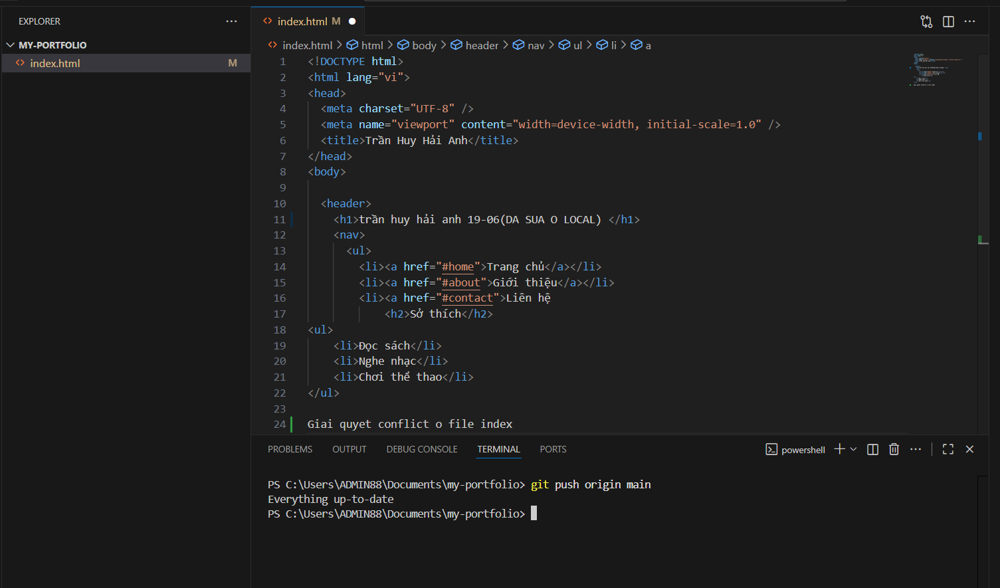 EXPLORER
MY-PORTFOLIO
index.html M
index.html M
index.html > html > body > header > nav > ul > li > a
1 <!DOCTYPE html>
2 <html lang="vi">
3 <head>
4 <meta charset="UTF-8" />
5 <meta name="viewport" content="width=device-width, initial-scale=1.0" />
6 <title>Trần Huy Hải Anh</title>
7 </head>
8 <body>
9
10 <header>
11 <h1>trần huy hải anh 19-06(DA SUA O LOCAL) </h1>
12 <nav>
13 <ul>
14 <li><a href="#home">Trang chủ</a></li>
15 <li><a href="#about">Giới thiệu</a></li>
16 <li><a href="#contact">Liên hệ
17 <h2>Sở thích</h2>
18 <ul>
19 <li>Đọc sách</li>
20 <li>Nghe nhạc</li>
21 <li>Chơi thể thao</li>
22 </ul>
23
24 Giai quyet conflict o file index
PROBLEMS OUTPUT DEBUG CONSOLE TERMINAL PORTS powershell
PS C:\Users\ADMIN88\Documents\my-portfolio> git push origin main
Everything up-to-date
PS C:\Users\ADMIN88\Documents\my-portfolio>